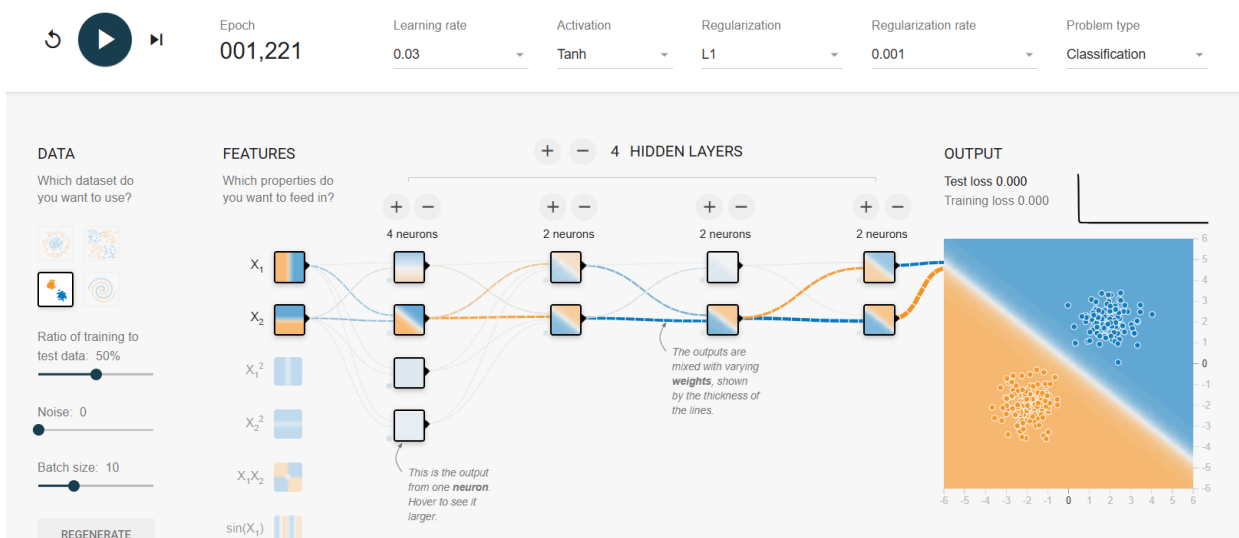 Epoch
001,221
Learning rate
0.03
Activation
Tanh
Regularization
L1
Regularization rate
0.001
Problem type
Classification
DATA
Which dataset do
you want to use?
Ratio of training to
test data: 50%
Noise: 0
Batch size: 10
REGENERATE
FEATURES
Which properties do
you want to feed in?
X₁
X₂
X₁²
X₂²
X₁X₂
sin(X₁)
+ − 4 HIDDEN LAYERS
+ −
4 neurons
+ −
2 neurons
+ −
2 neurons
+ −
2 neurons
This is the output
from one neuron.
Hover to see it
larger.
The outputs are
mixed with varying
weights, shown
by the thickness of
the lines.
OUTPUT
Test loss 0.000
Training loss 0.000
6
5
4
3
2
1
0
-1
-2
-3
-4
-5
-6
-6 -5 -4 -3 -2 -1 0 1 2 3 4 5 6